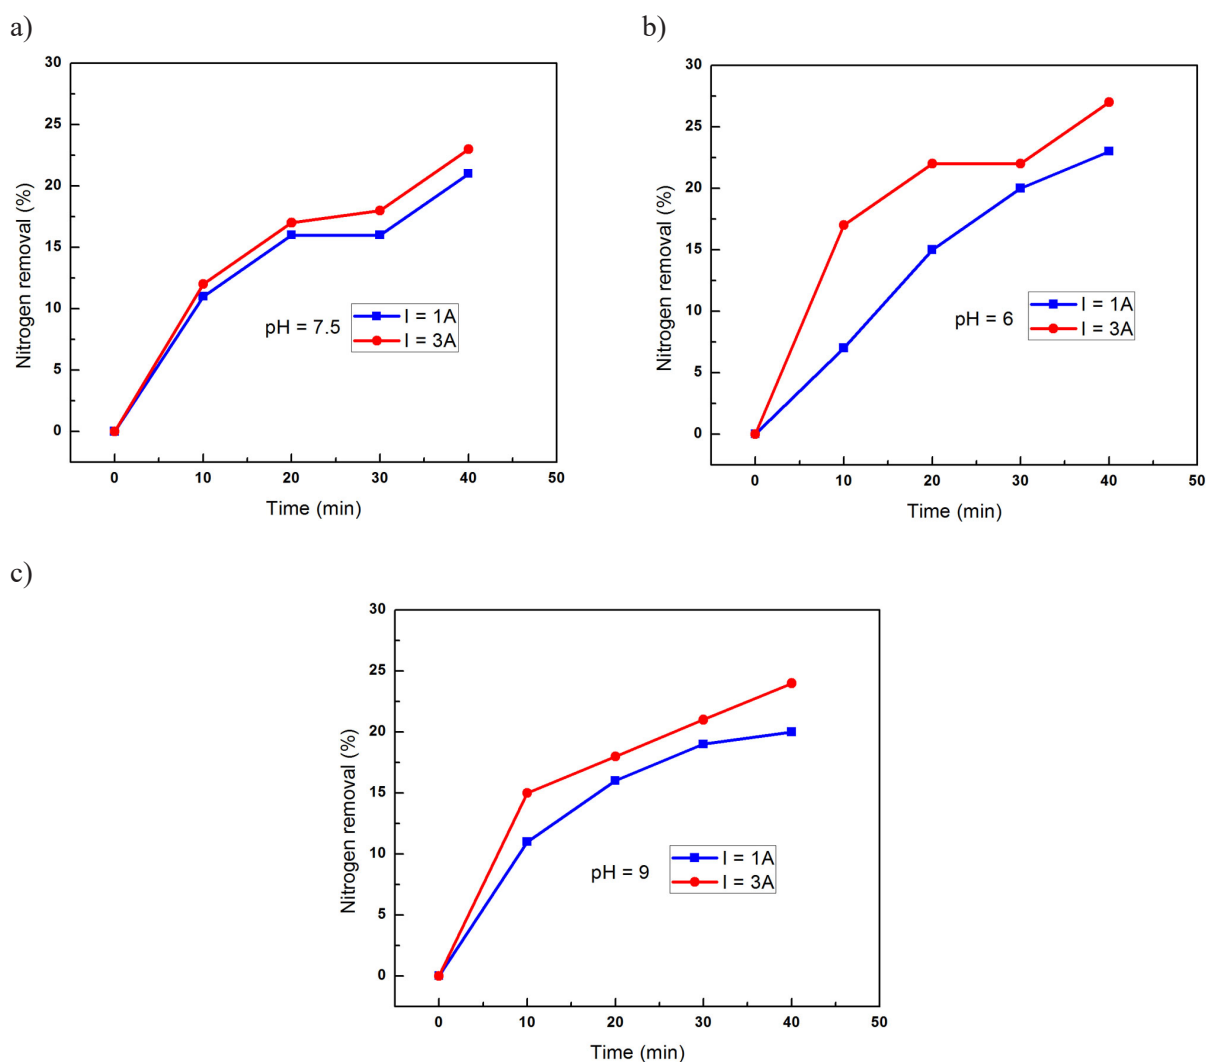 a)
30
25
20
15
10
5
0
Nitrogen removal (%)
pH = 7.5
I = 1A
I = 3A
0 10 20 30 40 50
Time (min)
b)
30
25
20
15
10
5
0
Nitrogen removal (%)
pH = 6
I = 1A
I = 3A
0 10 20 30 40 50
Time (min)
c)
30
25
20
15
10
5
0
Nitrogen removal (%)
pH = 9
I = 1A
I = 3A
0 10 20 30 40 50
Time (min)